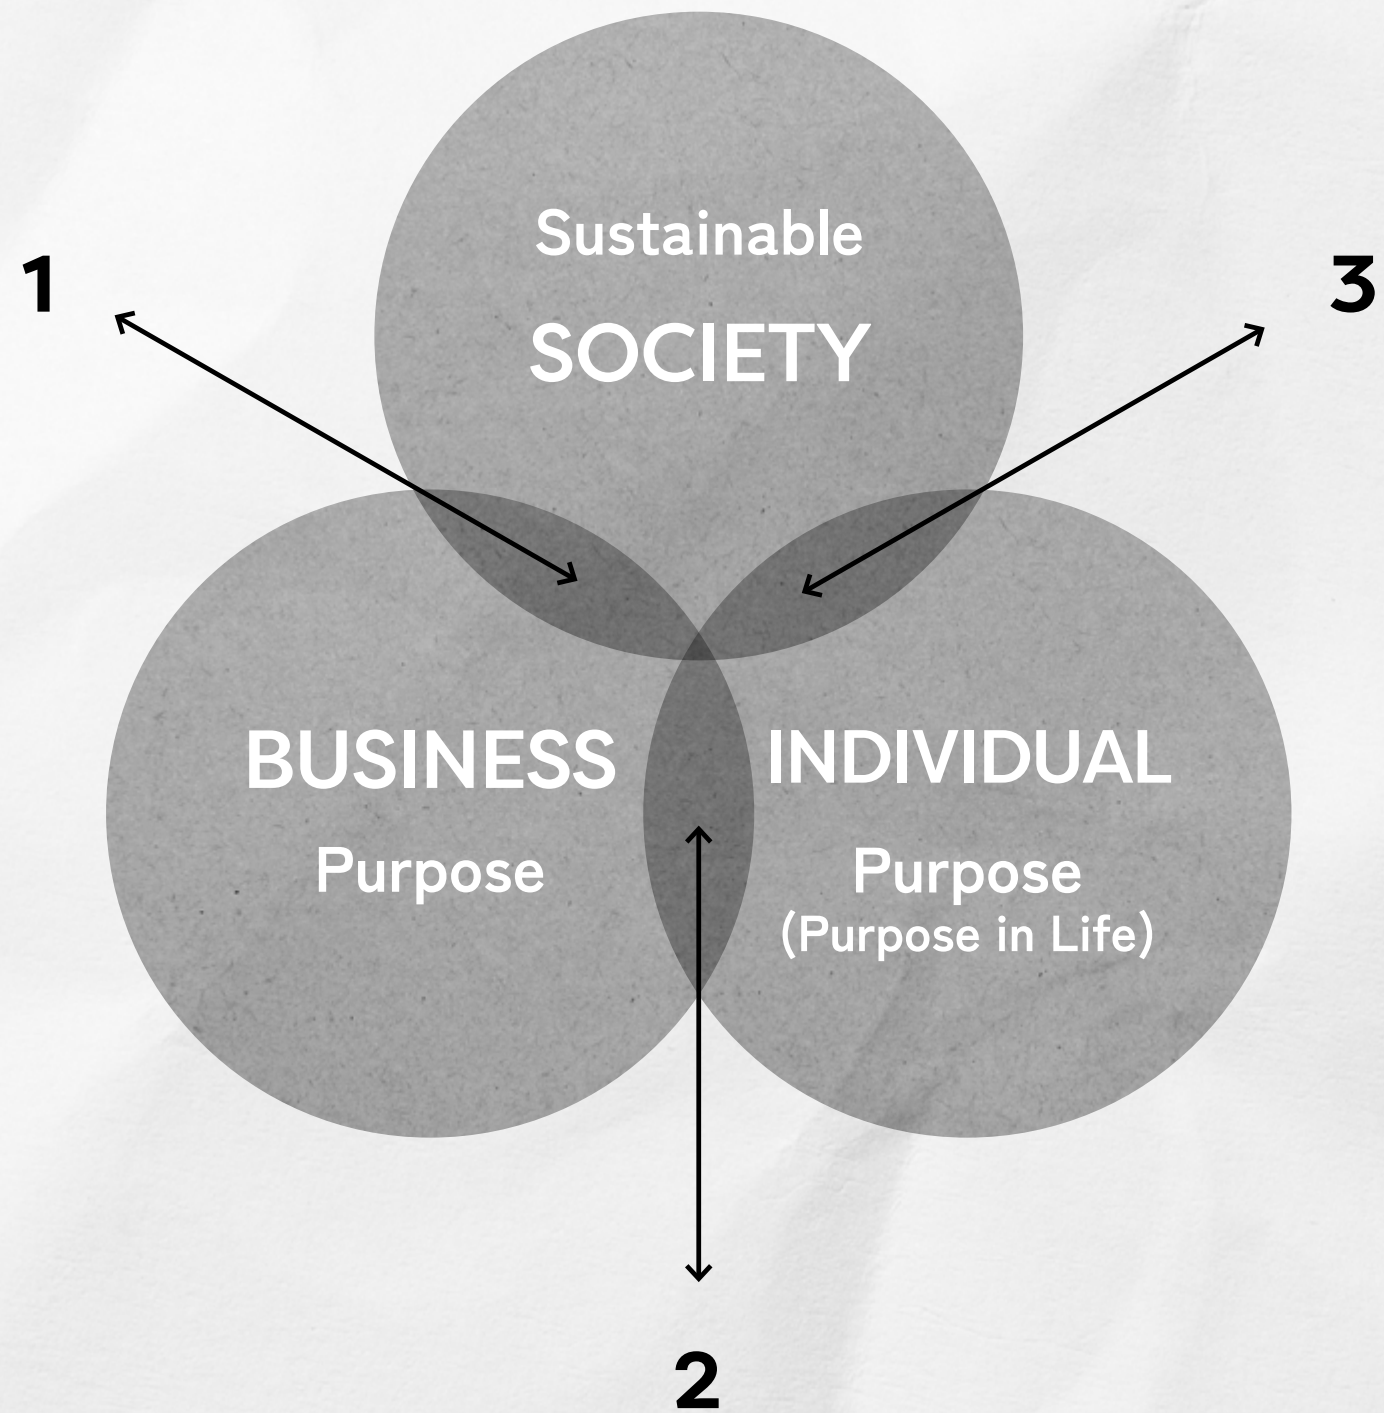 Sustainable
SOCIETY
1
3
BUSINESS
Purpose
INDIVIDUAL
Purpose
(Purpose in Life)
2